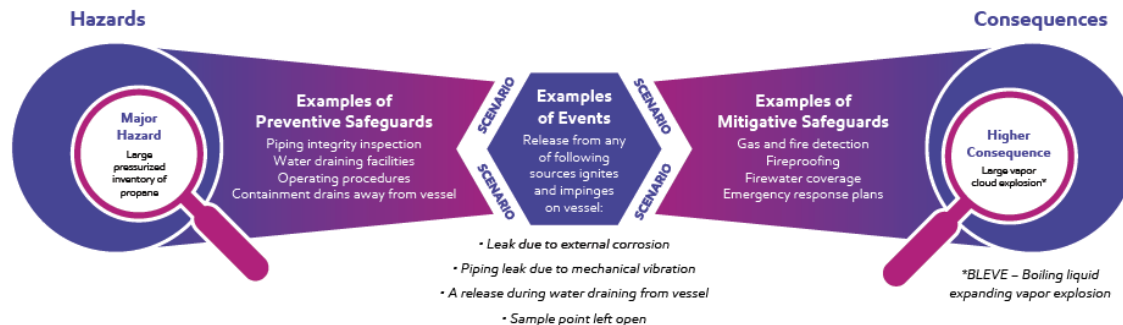 Hazards
Consequences
Major
Hazard
Large
pressurized
inventory of
propane
Examples of
Preventive Safeguards
Piping integrity inspection
Water draining facilities
Operating procedures
Containment drains away from vessel
SCENARIO
SCENARIO
Examples
of Events
Release from any
of following
sources ignites
and impinges
on vessel:
SCENARIO
SCENARIO
• Leak due to external corrosion
• Piping leak due to mechanical vibration
• A release during water draining from vessel
• Sample point left open
Examples of
Mitigative Safeguards
Gas and fire detection
Fireproofing
Firewater coverage
Emergency response plans
Higher
Consequence
Large vapor
cloud explosion*
*BLEVE – Boiling liquid
expanding vapor explosion